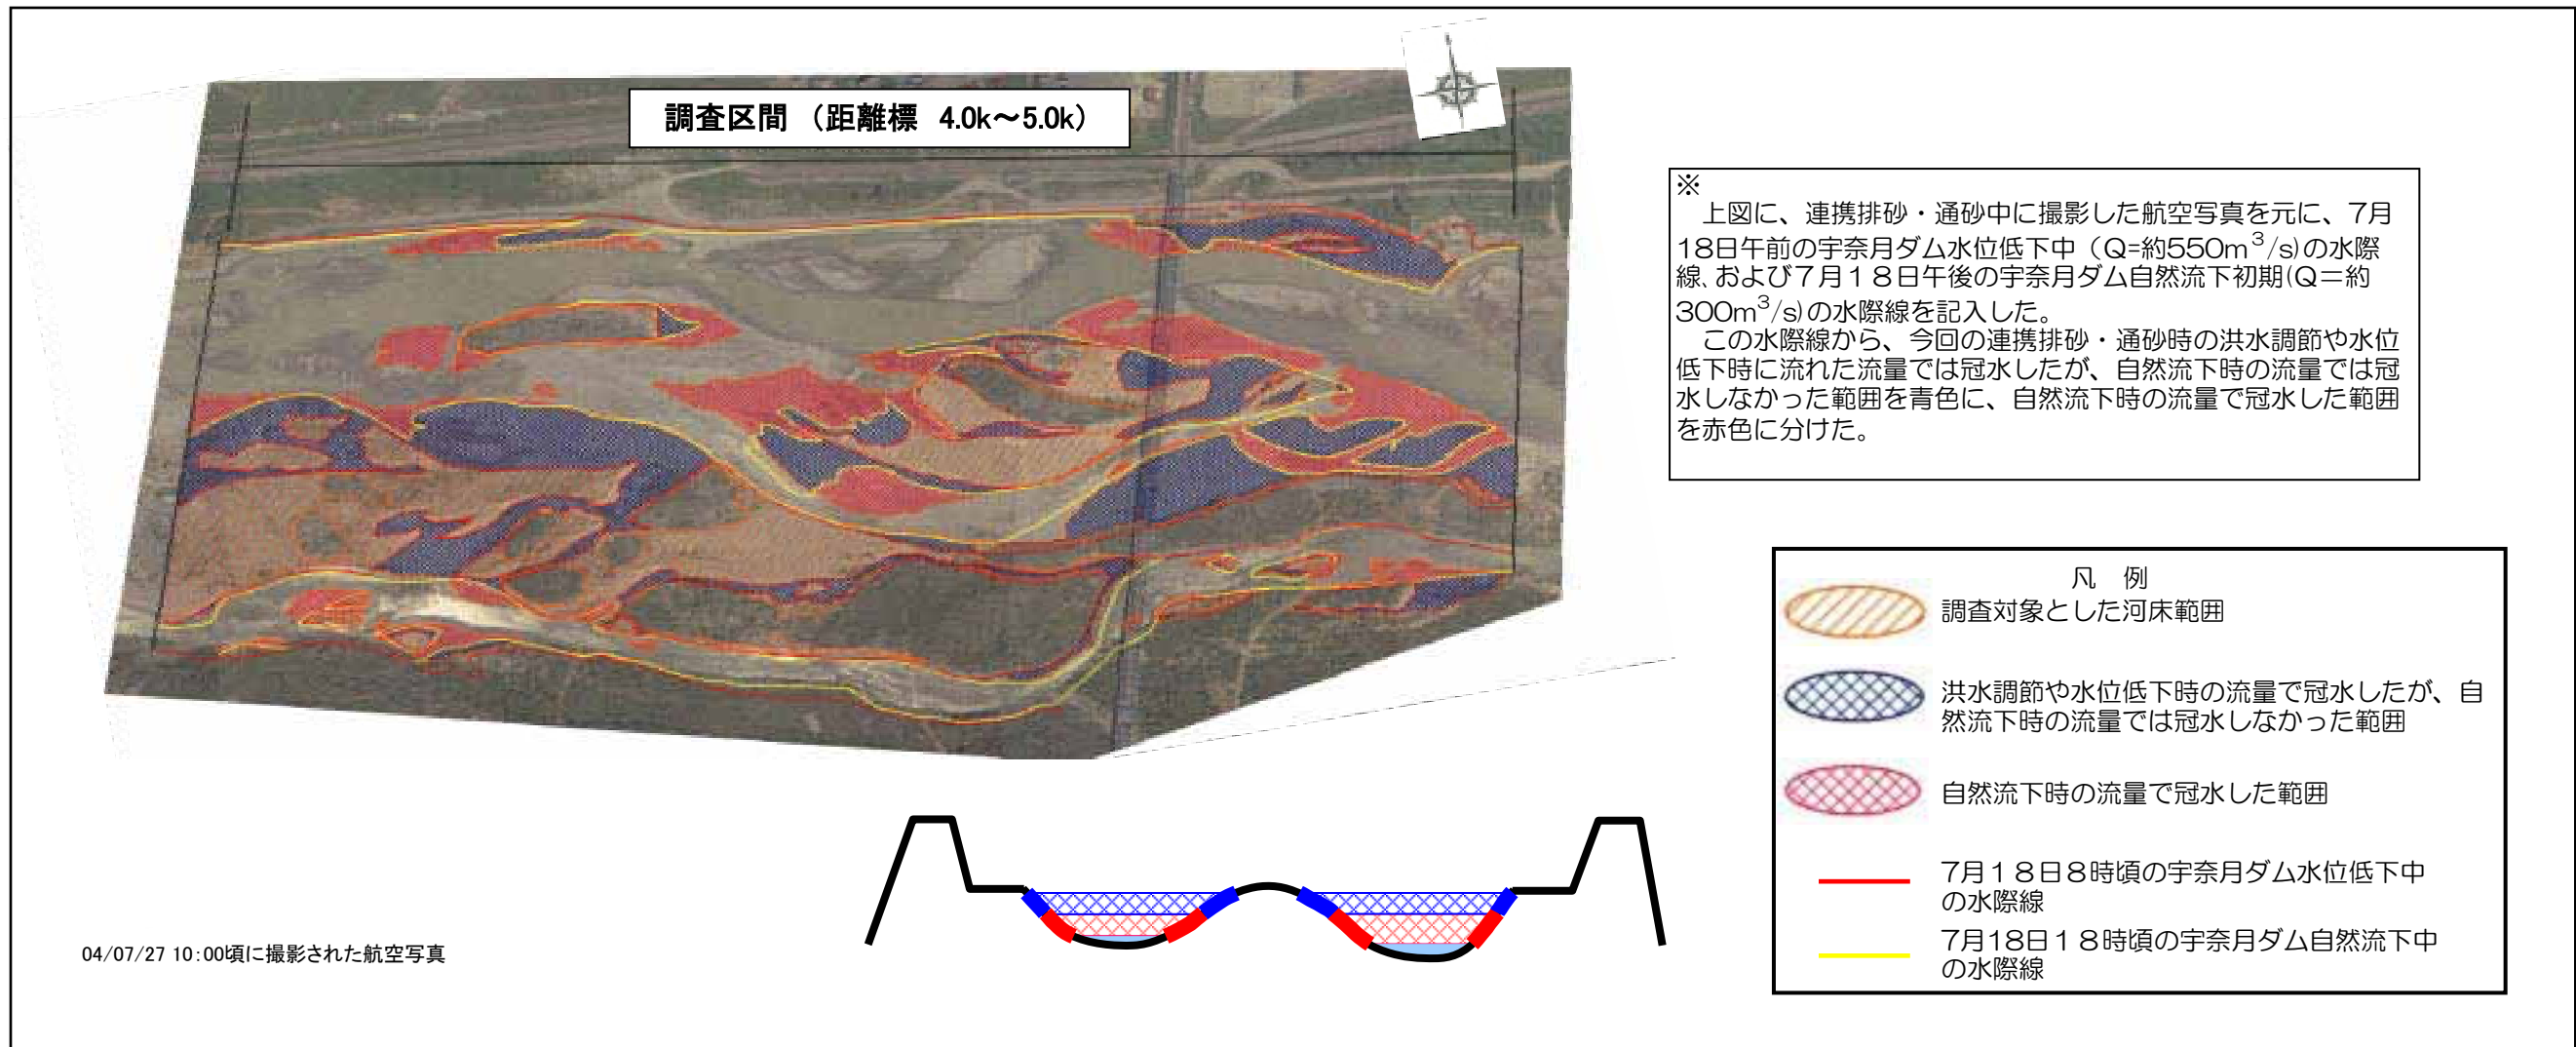 調査区間 （距離標 4.0k～5.0k）
※
上図に、連携排砂・通砂中に撮影した航空写真を元に、7月
18日午前の宇奈月ダム水位低下中（Q=約550m³/s)の水際
線、および７月１８日午後の宇奈月ダム自然流下初期(Q＝約
300m³/s)の水際線を記入した。
この水際線から、今回の連携排砂・通砂時の洪水調節や水位
低下時に流れた流量では冠水したが、自然流下時の流量では冠
水しなかった範囲を青色に、自然流下時の流量で冠水した範囲
を赤色に分けた。
凡 例
調査対象とした河床範囲
洪水調節や水位低下時の流量で冠水したが、自
然流下時の流量では冠水しなかった範囲
自然流下時の流量で冠水した範囲
7月１８日８時頃の宇奈月ダム水位低下中
の水際線
7月18日１８時頃の宇奈月ダム自然流下中
の水際線
04/07/27 10:00頃に撮影された航空写真